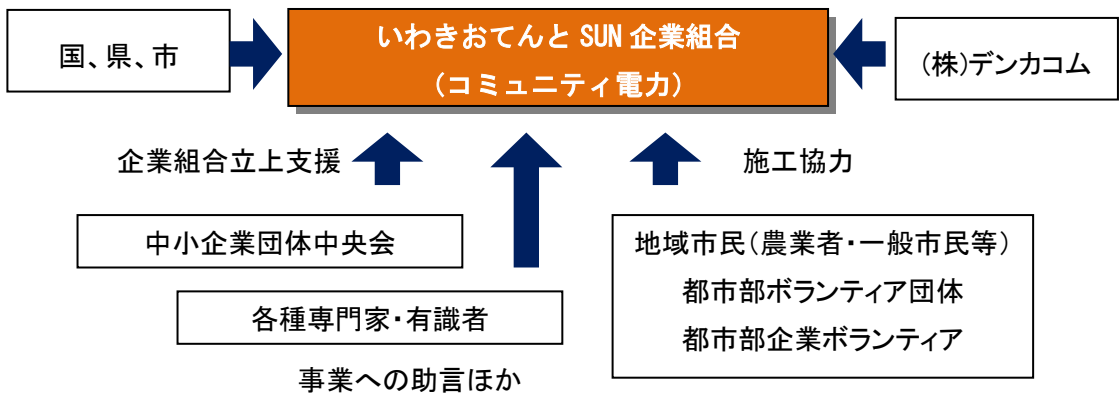 国、県、市
いわきおてんと SUN 企業組合
(コミュニティ電力)
(株)デンカコム
企業組合立上支援
施工協力
中小企業団体中央会
地域市民(農業者・一般市民等)
都市部ボランティア団体
都市部企業ボランティア
各種専門家・有識者
事業への助言ほか